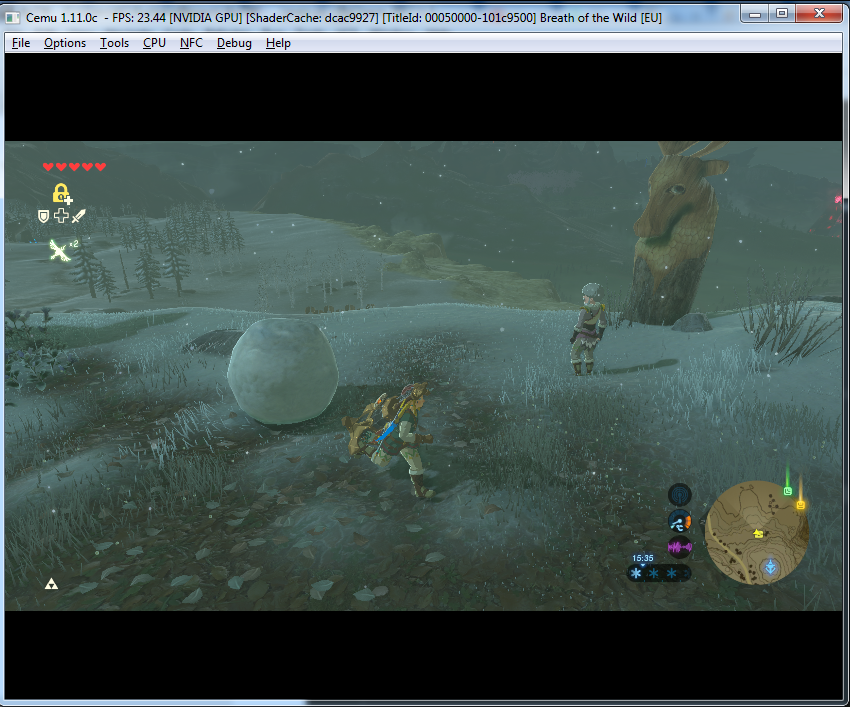 Cemu 1.11.0c - FPS: 23.44 [NVIDIA GPU] [ShaderCache: dcac9927] [TitleId: 00050000-101c9500] Breath of the Wild [EU]
File Options Tools CPU NFC Debug Help
×2
15:35